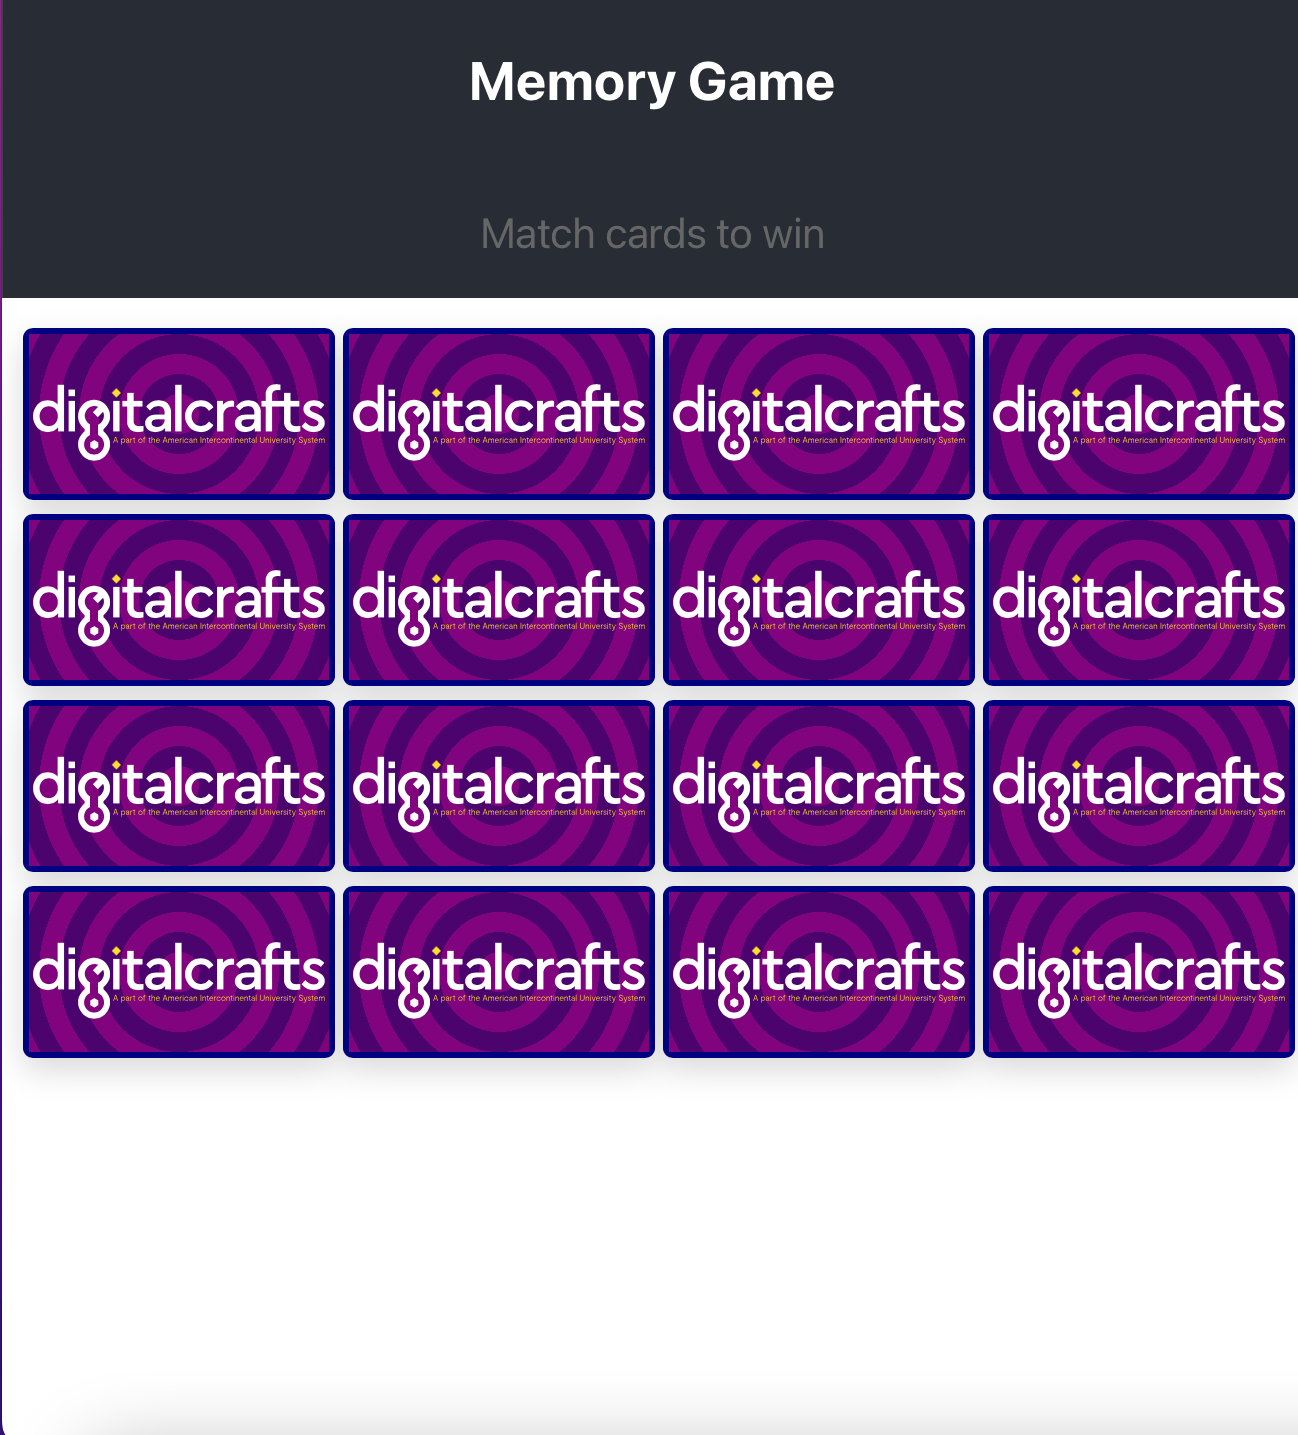 Memory Game
Match cards to win
digitalcrafts digitalcrafts digitalcrafts digitalcrafts
A part of the American Intercontinental University System A part of the American Intercontinental University System A part of the American Intercontinental University System A part of the American Intercontinental University System
digitalcrafts digitalcrafts digitalcrafts digitalcrafts
A part of the American Intercontinental University System A part of the American Intercontinental University System A part of the American Intercontinental University System A part of the American Intercontinental University System
digitalcrafts digitalcrafts digitalcrafts digitalcrafts
A part of the American Intercontinental University System A part of the American Intercontinental University System A part of the American Intercontinental University System A part of the American Intercontinental University System
digitalcrafts digitalcrafts digitalcrafts digitalcrafts
A part of the American Intercontinental University System A part of the American Intercontinental University System A part of the American Intercontinental University System A part of the American Intercontinental University System